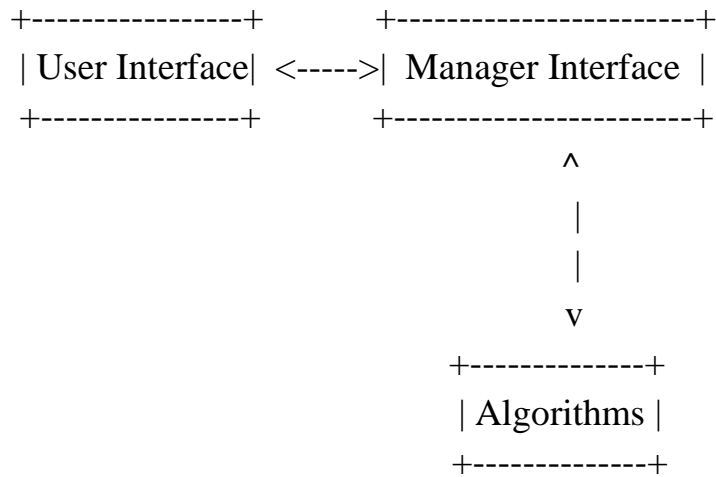 +-----------------+ +------------------------+
| User Interface| <----->| Manager Interface |
+----------------+ +------------------------+
^
|
|
v
+--------------+
| Algorithms |
+--------------+